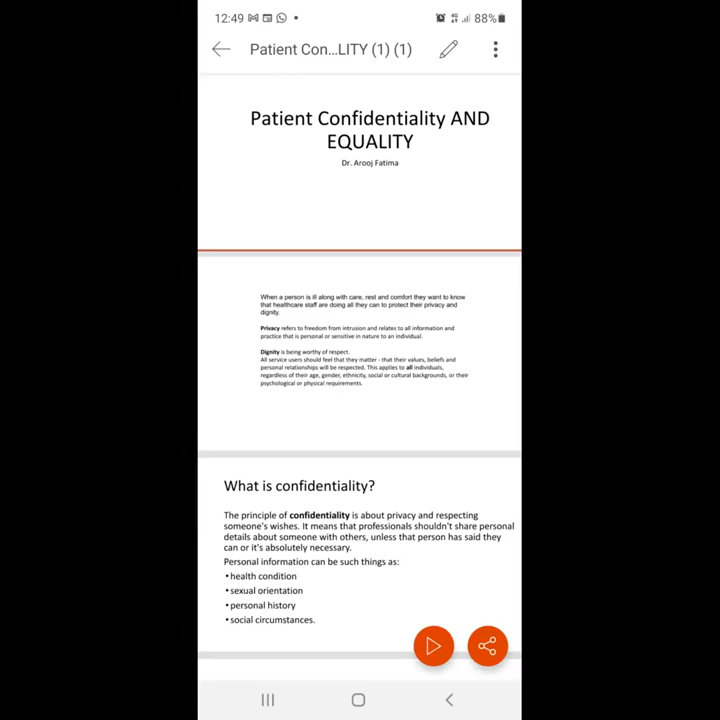 12:49
88%
Patient Con...LITY (1) (1)
Patient Confidentiality AND
EQUALITY
Dr. Arooj Fatima
When a person is ill along with care, rest and comfort they want to know
that healthcare staff are doing all they can to protect their privacy and
dignity.
Privacy refers to freedom from intrusion and relates to all information and
practice that is personal or sensitive in nature to an individual.
Dignity is being worthy of respect.
All service users should feel that they matter - that their values, beliefs and
personal relationships will be respected. This applies to all individuals,
regardless of their age, gender, ethnicity, social or cultural backgrounds, or their
psychological or physical requirements.
What is confidentiality?
The principle of confidentiality is about privacy and respecting
someone's wishes. It means that professionals shouldn't share personal
details about someone with others, unless that person has said they
can or it's absolutely necessary.
Personal information can be such things as:
•health condition
•sexual orientation
•personal history
•social circumstances.